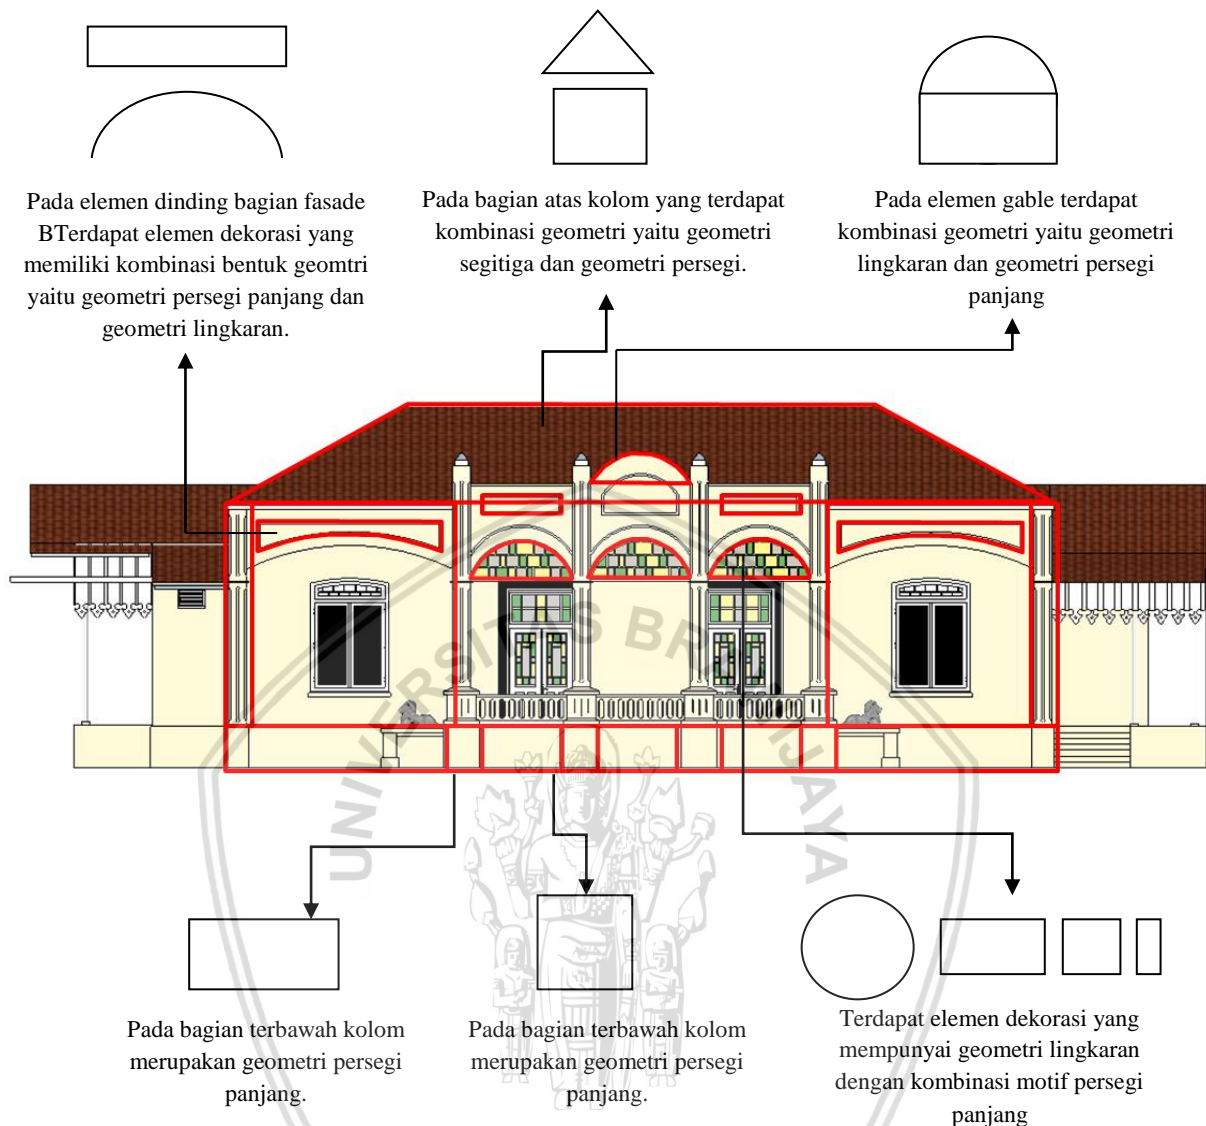 Pada elemen dinding bagian fasade
BTerdapat elemen dekorasi yang
memiliki kombinasi bentuk geomtri
yaitu geometri persegi panjang dan
geometri lingkaran.
Pada bagian atas kolom yang terdapat
kombinasi geometri yaitu geometri
segitiga dan geometri persegi.
Pada elemen gable terdapat
kombinasi geometri yaitu geometri
lingkaran dan geometri persegi
panjang
UNIVERSITAS BRAWIJAYA
Pada bagian terbawah kolom
merupakan geometri persegi
panjang.
Pada bagian terbawah kolom
merupakan geometri persegi
panjang.
Terdapat elemen dekorasi yang
mempunyai geometri lingkaran
dengan kombinasi motif persegi
panjang